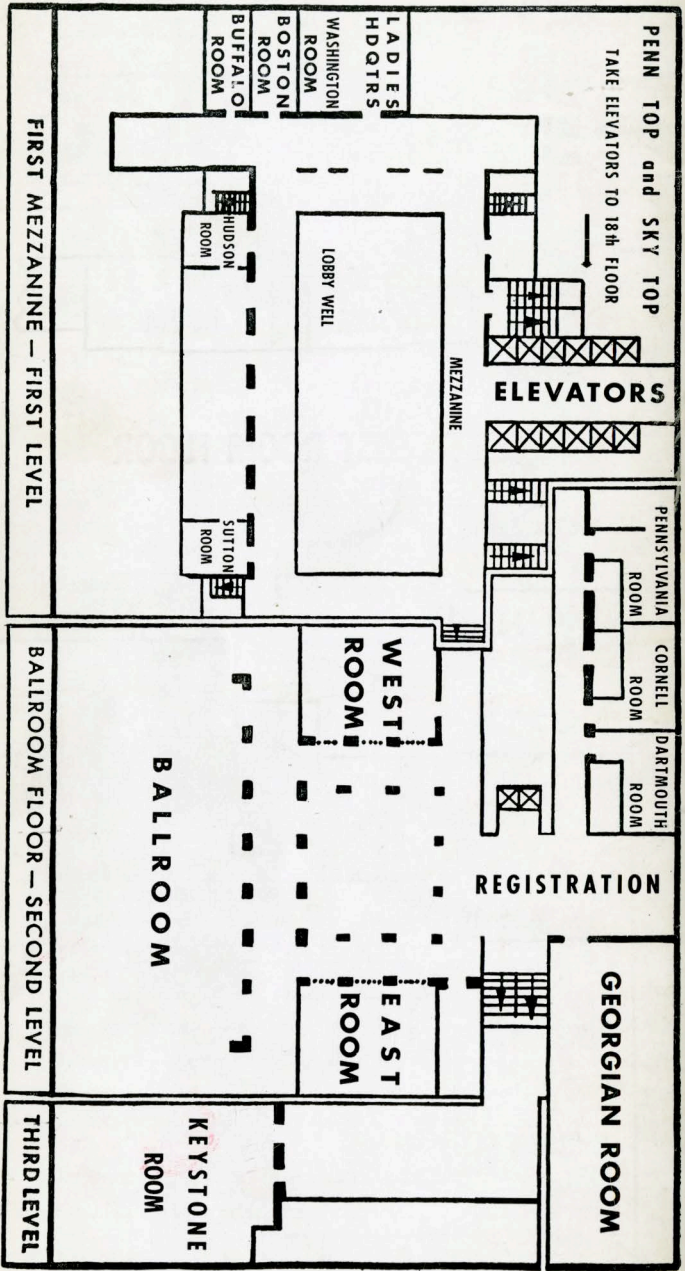 PENN TOP and SKY TOP
TAKE ELEVATORS TO 18th FLOOR
LADIES
HDQTRS
WASHINGTON
ROOM
BOSTON
ROOM
BUFFALO
ROOM
HUDSON
ROOM
LOBBY WELL
MEZZANINE
ELEVATORS
SUTTON
ROOM
FIRST MEZZANINE — FIRST LEVEL
PENNSYLVANIA
ROOM
CORNELL
ROOM
DARTMOUTH
ROOM
WEST
ROOM
REGISTRATION
BALLROOM
EAST
ROOM
BALLROOM FLOOR — SECOND LEVEL
GEORGIAN ROOM
KEYSTONE
ROOM
THIRD LEVEL